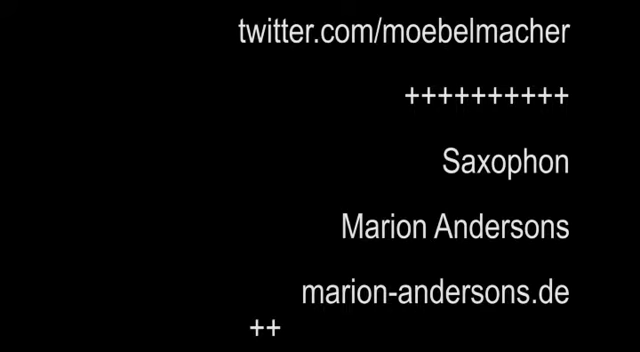 twitter.com/moebelmacher
++++++++++
Saxophon
Marion Andersons
marion-andersons.de
++